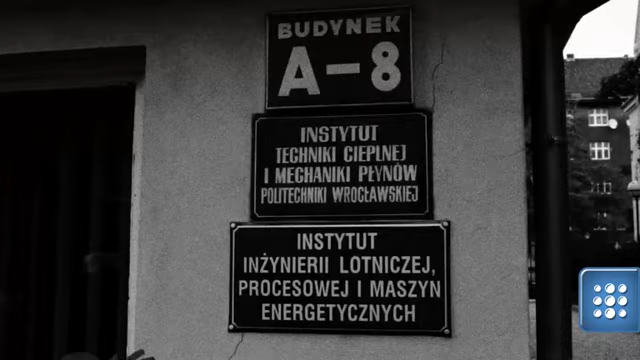 BUDYNEK
A-8
INSTYTUT
TECHNIKI CIEPLNEJ
I MECHANIKI PŁYNÓW
POLITECHNIKI WROCŁAWSKIEJ
INSTYTUT
INŻYNIERII LOTNICZEJ,
PROCESOWEJ I MASZYN
ENERGETYCZNYCH